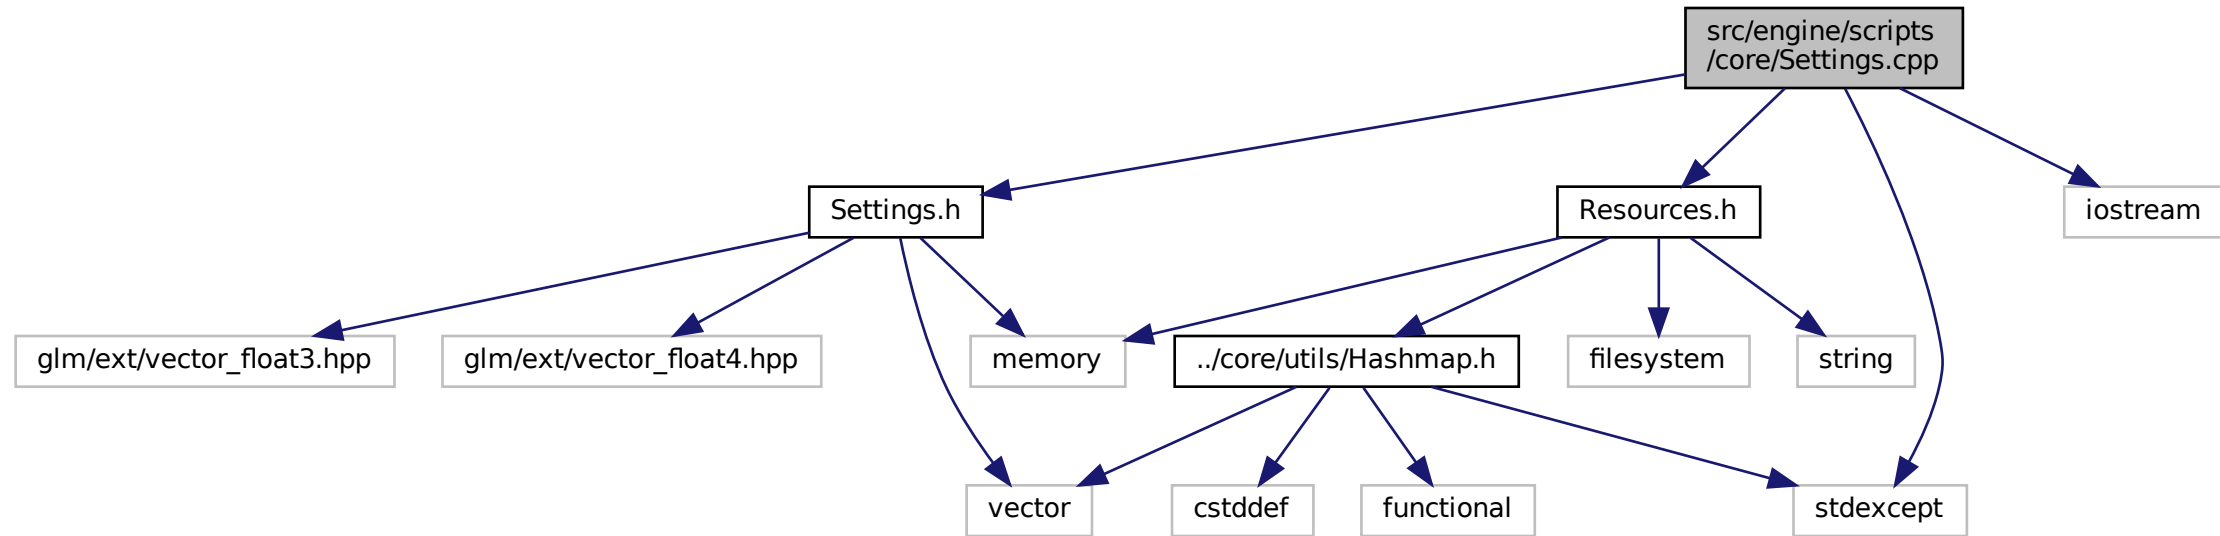 src/engine/scripts
/core/Settings.cpp
Settings.h
Resources.h
iostream
glm/ext/vector_float3.hpp
glm/ext/vector_float4.hpp
memory
../core/utils/Hashmap.h
filesystem
string
vector
cstddef
functional
stdexcept